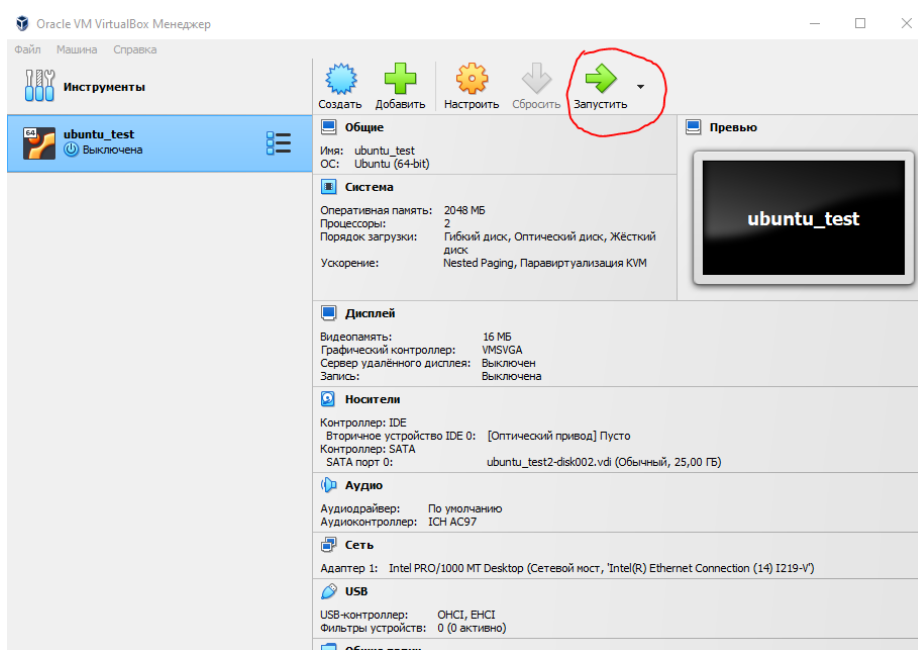 Oracle VM VirtualBox Менеджер
Файл Машина Справка
Инструменты
Создать Добавить Настроить Сбросить Запустить
64
ubuntu_test
Выключена
Общие
Имя: ubuntu_test
ОС: Ubuntu (64-bit)
Превью
ubuntu_test
Система
Оперативная память: 2048 МБ
Процессоры: 2
Порядок загрузки: Гибкий диск, Оптический диск, Жёсткий
диск
Ускорение: Nested Paging, Паравиртуализация KVM
Дисплей
Видеопамять: 16 МБ
Графический контроллер: VMSVGA
Сервер удалённого дисплея: Выключен
Запись: Выключена
Носители
Контроллер: IDE
Вторичное устройство IDE 0: [Оптический привод] Пусто
Контроллер: SATA
SATA порт 0: ubuntu_test2-disk002.vdi (Обычный, 25,00 ГБ)
Аудио
Аудиодрайвер: По умолчанию
Аудиоконтроллер: ICH AC97
Сеть
Адаптер 1: Intel PRO/1000 MT Desktop (Сетевой мост, 'Intel(R) Ethernet Connection (14) I219-V')
USB
USB-контроллер: OHCI, EHCI
Фильтры устройств: 0 (0 активно)
Общие папки